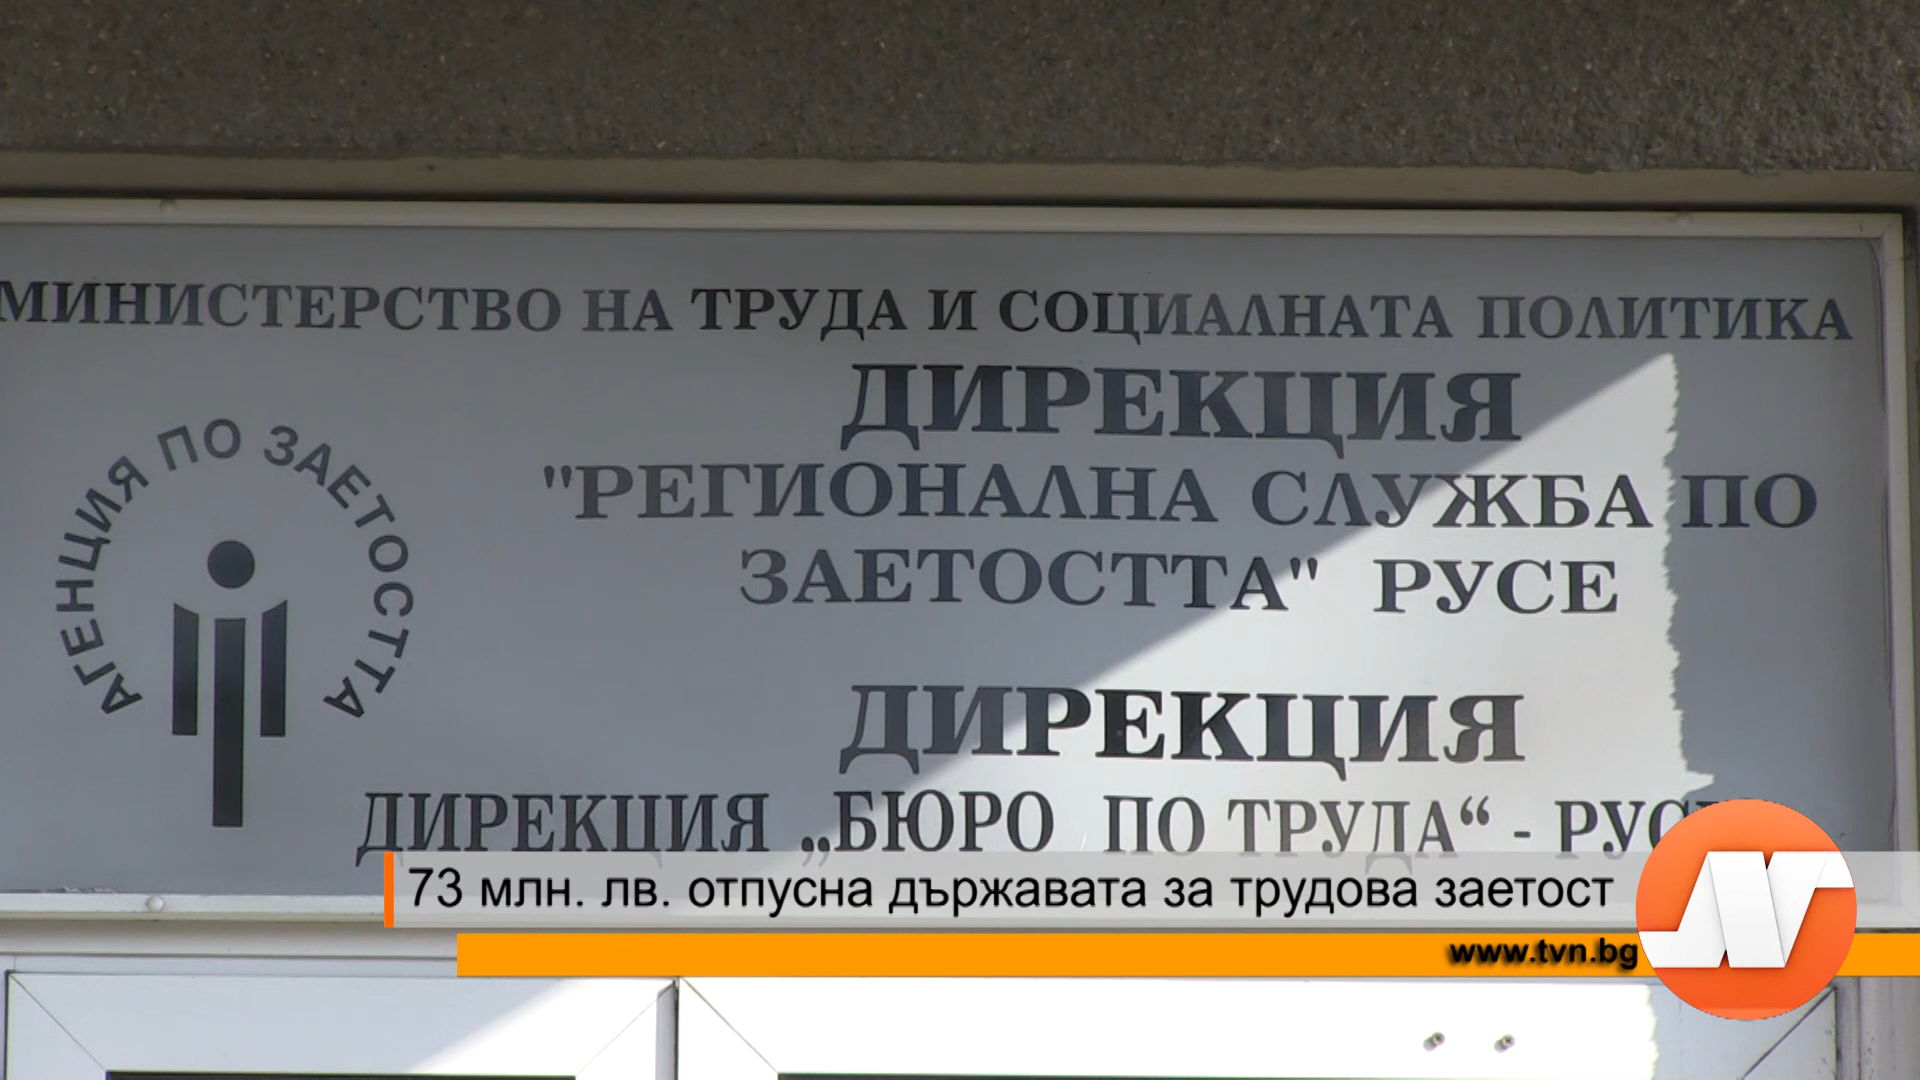 МИНИСТЕРСТВО НА ТРУДА И СОЦИАЛНАТА ПОЛИТИКА
АГЕНЦИЯ ПО ЗАЕТОСТТА
ДИРЕКЦИЯ
"РЕГИОНАЛНА СЛУЖБА ПО
ЗАЕТОСТТА" РУСЕ
ДИРЕКЦИЯ
ДИРЕКЦИЯ „БЮРО ПО ТРУДА“ -
73 млн. лв. отпусна държавата за трудова заетост
www.tvn.bg